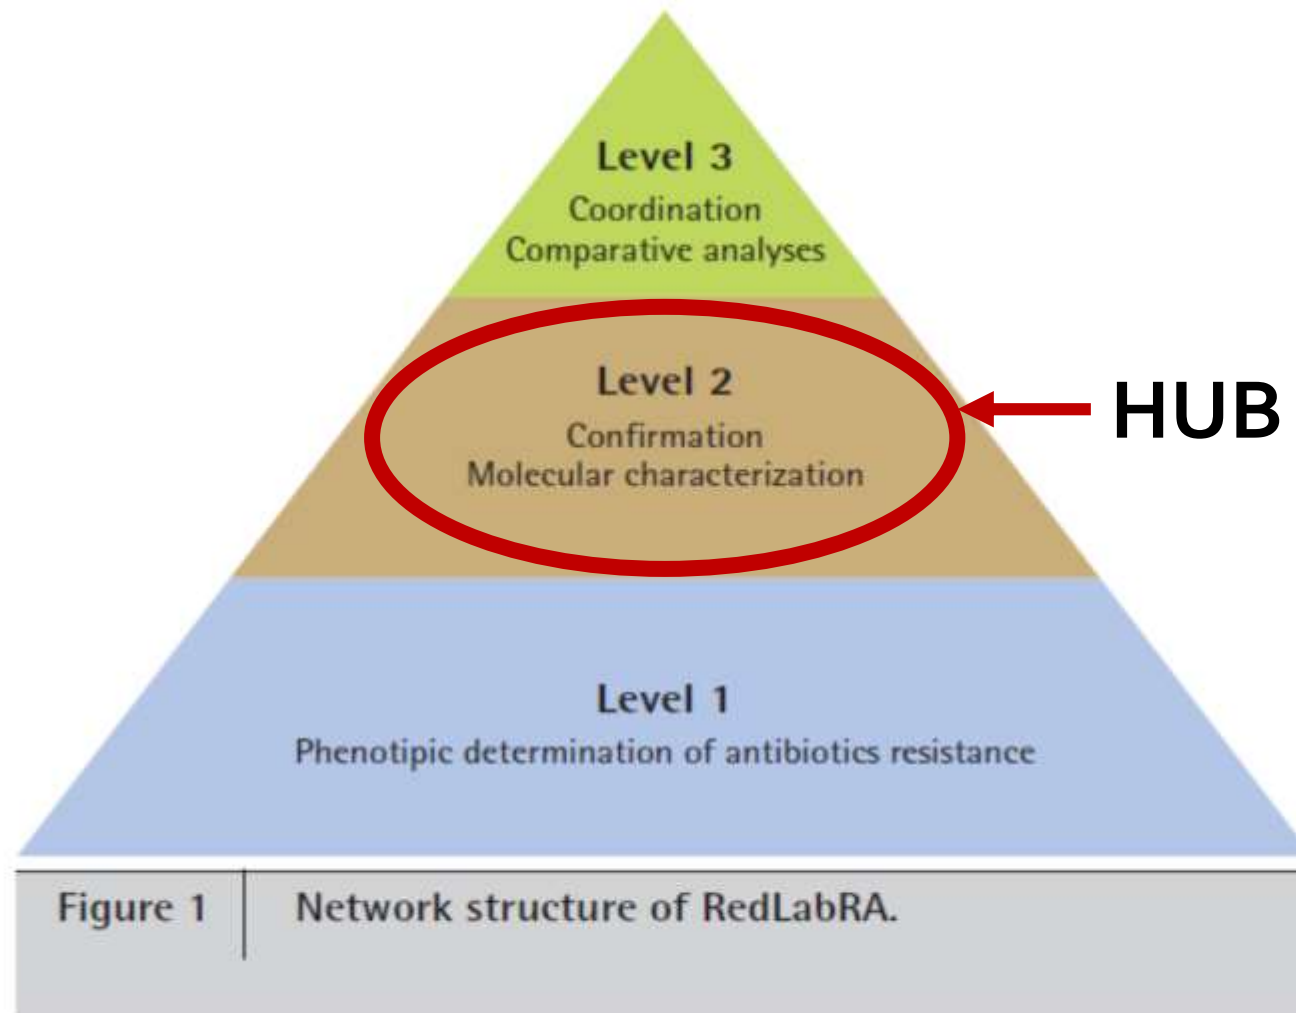 Level 3
Coordination
Comparative analyses
Level 2
Confirmation
Molecular characterization
HUB
Level 1
Phenotipic determination of antibiotics resistance
Figure 1 Network structure of RedLabRA.